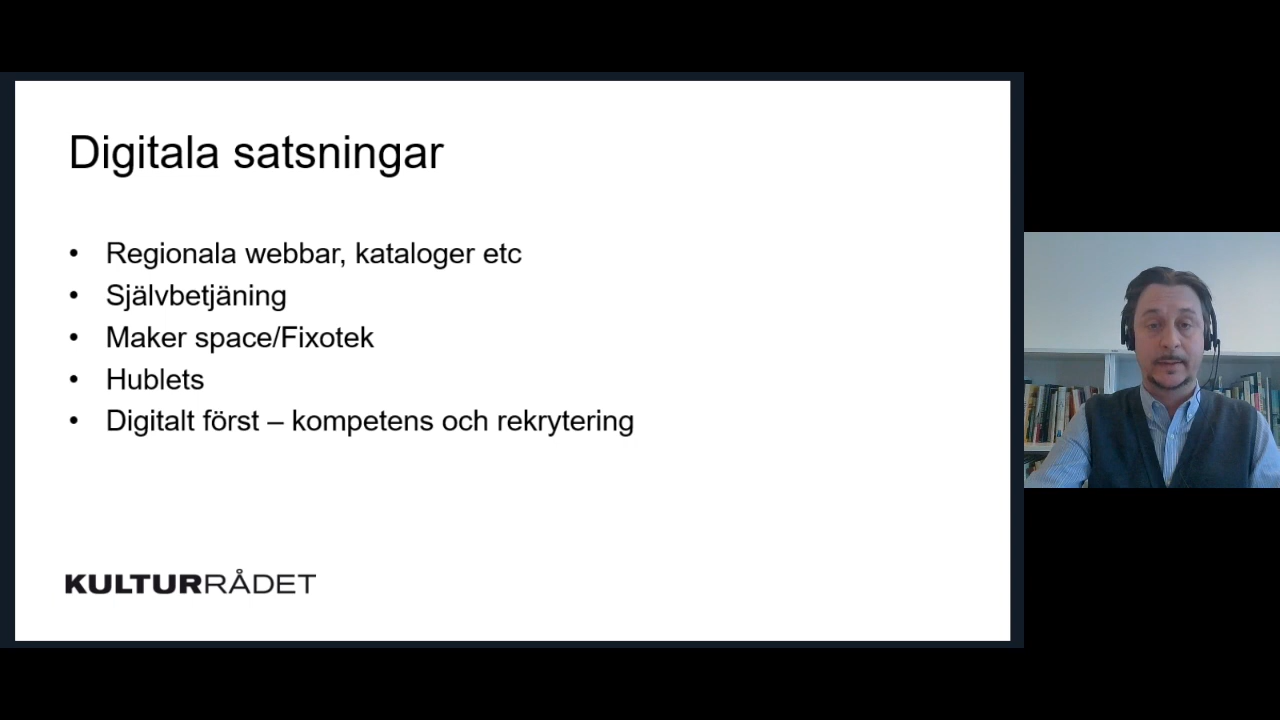 Digitala satsningar
• Regionala webbar, kataloger etc
• Självbetjäning
• Maker space/Fixotek
• Hublets
• Digitalt först – kompetens och rekrytering
KULTURRÅDET